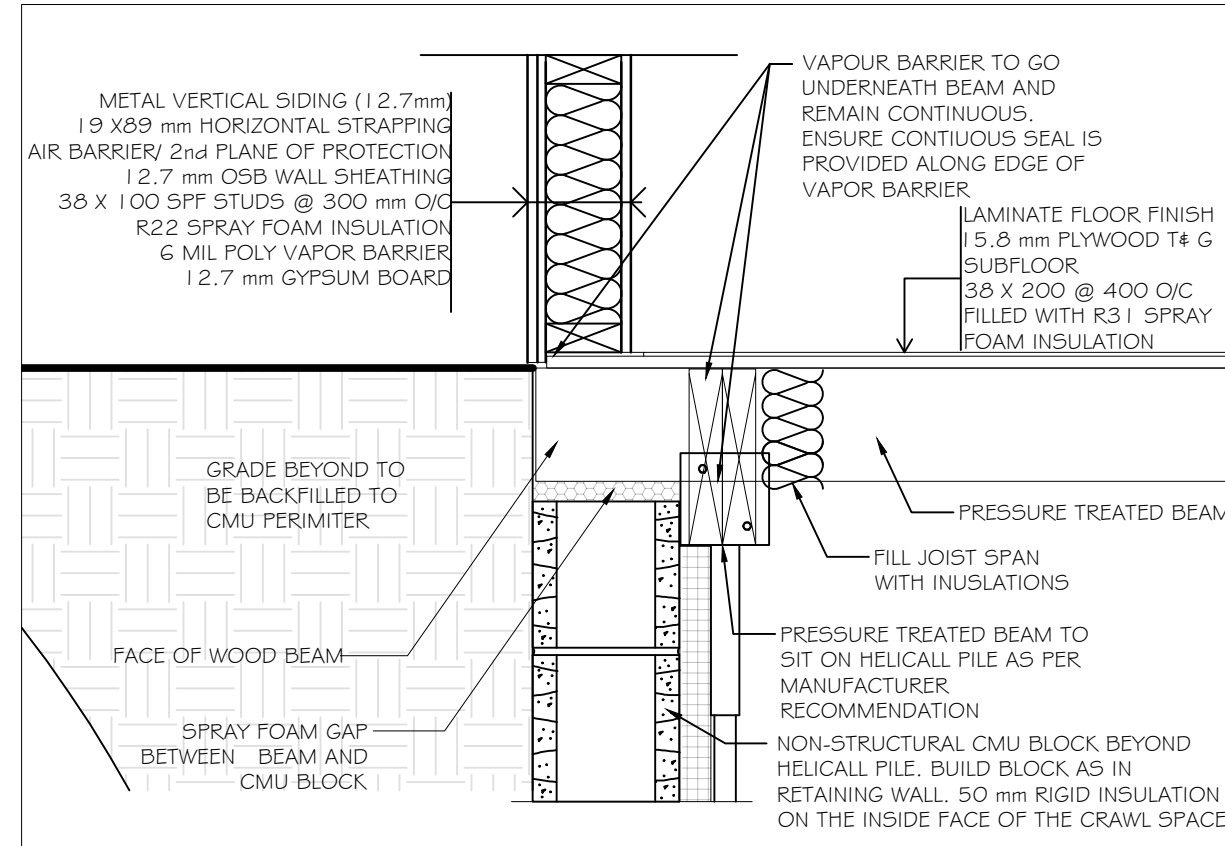 METAL VERTICAL SIDING (12.7mm)
19 X89 mm HORIZONTAL STRAPPING
AIR BARRIER/ 2nd PLANE OF PROTECTION
12.7 mm OSB WALL SHEATHING
38 X 100 SPF STUDS @ 300 mm O/C
R22 SPRAY FOAM INSULATION
6 MIL POLY VAPOR BARRIER
12.7 mm GYPSUM BOARD
VAPOUR BARRIER TO GO
UNDERNEATH BEAM AND
REMAIN CONTINUOUS.
ENSURE CONTIUOUS SEAL IS
PROVIDED ALONG EDGE OF
VAPOR BARRIER
LAMINATE FLOOR FINISH
15.8 mm PLYWOOD T& G
SUBFLOOR
38 X 200 @ 400 O/C
FILLED WITH R31 SPRAY
FOAM INSULATION
GRADE BEYOND TO
BE BACKFILLED TO
CMU PERIMITER
PRESSURE TREATED BEAM
FILL JOIST SPAN
WITH INUSLATIONS
FACE OF WOOD BEAM
PRESSURE TREATED BEAM TO
SIT ON HELICALL PILE AS PER
MANUFACTURER
RECOMMENDATION
SPRAY FOAM GAP
BETWEEN BEAM AND
CMU BLOCK
NON-STRUCTURAL CMU BLOCK BEYOND
HELICALL PILE. BUILD BLOCK AS IN
RETAINING WALL. 50 mm RIGID INSULATION
ON THE INSIDE FACE OF THE CRAWL SPACE